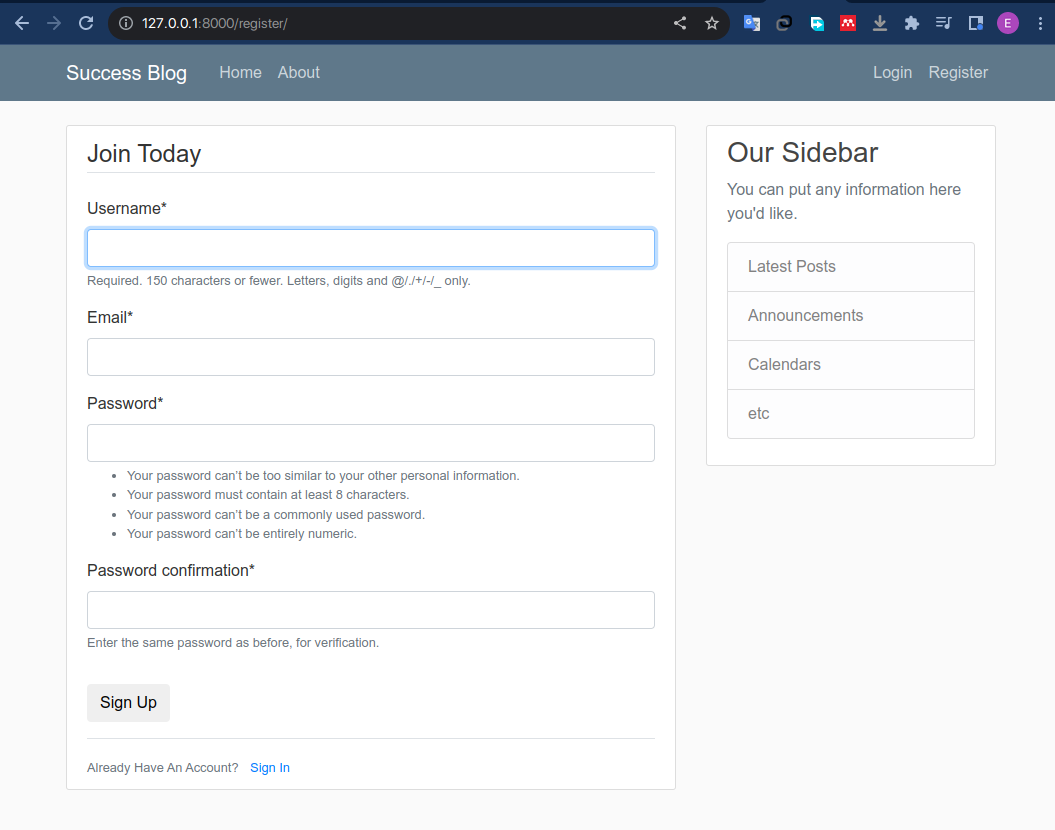 127.0.0.1:8000/register/
E
Success Blog Home About Login Register
Join Today
Username*
Required. 150 characters or fewer. Letters, digits and @/./+/-/_ only.
Email*
Password*
Your password can't be too similar to your other personal information.
Your password must contain at least 8 characters.
Your password can't be a commonly used password.
Your password can't be entirely numeric.
Password confirmation*
Enter the same password as before, for verification.
Sign Up
Already Have An Account? Sign In
Our Sidebar
You can put any information here
you'd like.
Latest Posts
Announcements
Calendars
etc